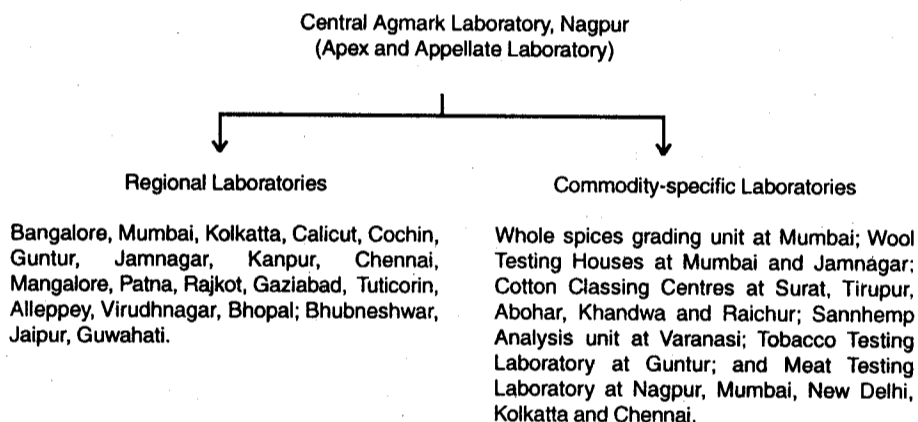 Central Agmark Laboratory, Nagpur
(Apex and Appellate Laboratory)
Regional Laboratories
Bangalore, Mumbai, Kolkatta, Calicut, Cochin,
Guntur, Jamnagar, Kanpur, Chennai,
Mangalore, Patna, Rajkot, Gaziabad, Tuticorin,
Alleppey, Virudhnagar, Bhopal; Bhubneshwar,
Jaipur, Guwahati.
Commodity-specific Laboratories
Whole spices grading unit at Mumbai; Wool
Testing Houses at Mumbai and Jamnagar;
Cotton Classing Centres at Surat, Tirupur,
Abohar, Khandwa and Raichur; Sannhemp
Analysis unit at Varanasi; Tobacco Testing
Laboratory at Guntur; and Meat Testing
Laboratory at Nagpur, Mumbai, New Delhi,
Kolkatta and Chennai.